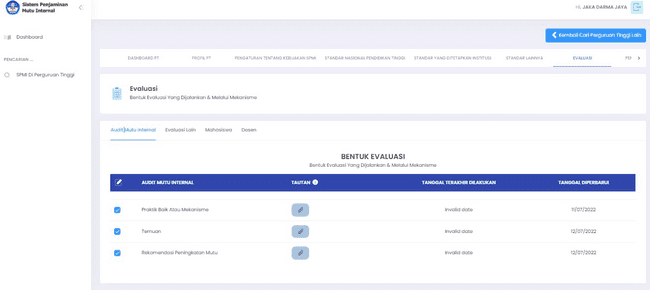 Sistem Penjaminan
Mutu Internal
Hi, JAKA DARMA JAYA
Dashboard
PENCARIAN ...
SPMI Di Perguruan Tinggi
Kembali Cari Perguruan Tinggi Lain
DASHBOARD PT
PROFIL PT
PENGATURAN TENTANG KEBIJAKAN SPMI
STANDAR NASIONAL PENDIDIKAN TINGGI
STANDAR YANG DITETAPKAN INSTITUSI
STANDAR LAINNYA
EVALUASI
PE
Evaluasi
Bentuk Evaluasi Yang Dijalankan & Melalui Mekanisme
Audit Mutu Internal
Evaluasi Lain
Mahasiswa
Dosen
BENTUK EVALUASI
Bentuk Evaluasi Yang Dijalankan & Melalui Mekanisme
AUDIT MUTU INTERNAL TAUTAN TANGGAL TERAKHIR DILAKUKAN TANGGAL DIPERBARUI
Praktik Baik Atau Mekanisme Invalid date 11/07/2022
Temuan Invalid date 12/07/2022
Rekomendasi Peningkatan Mutu Invalid date 12/07/2022